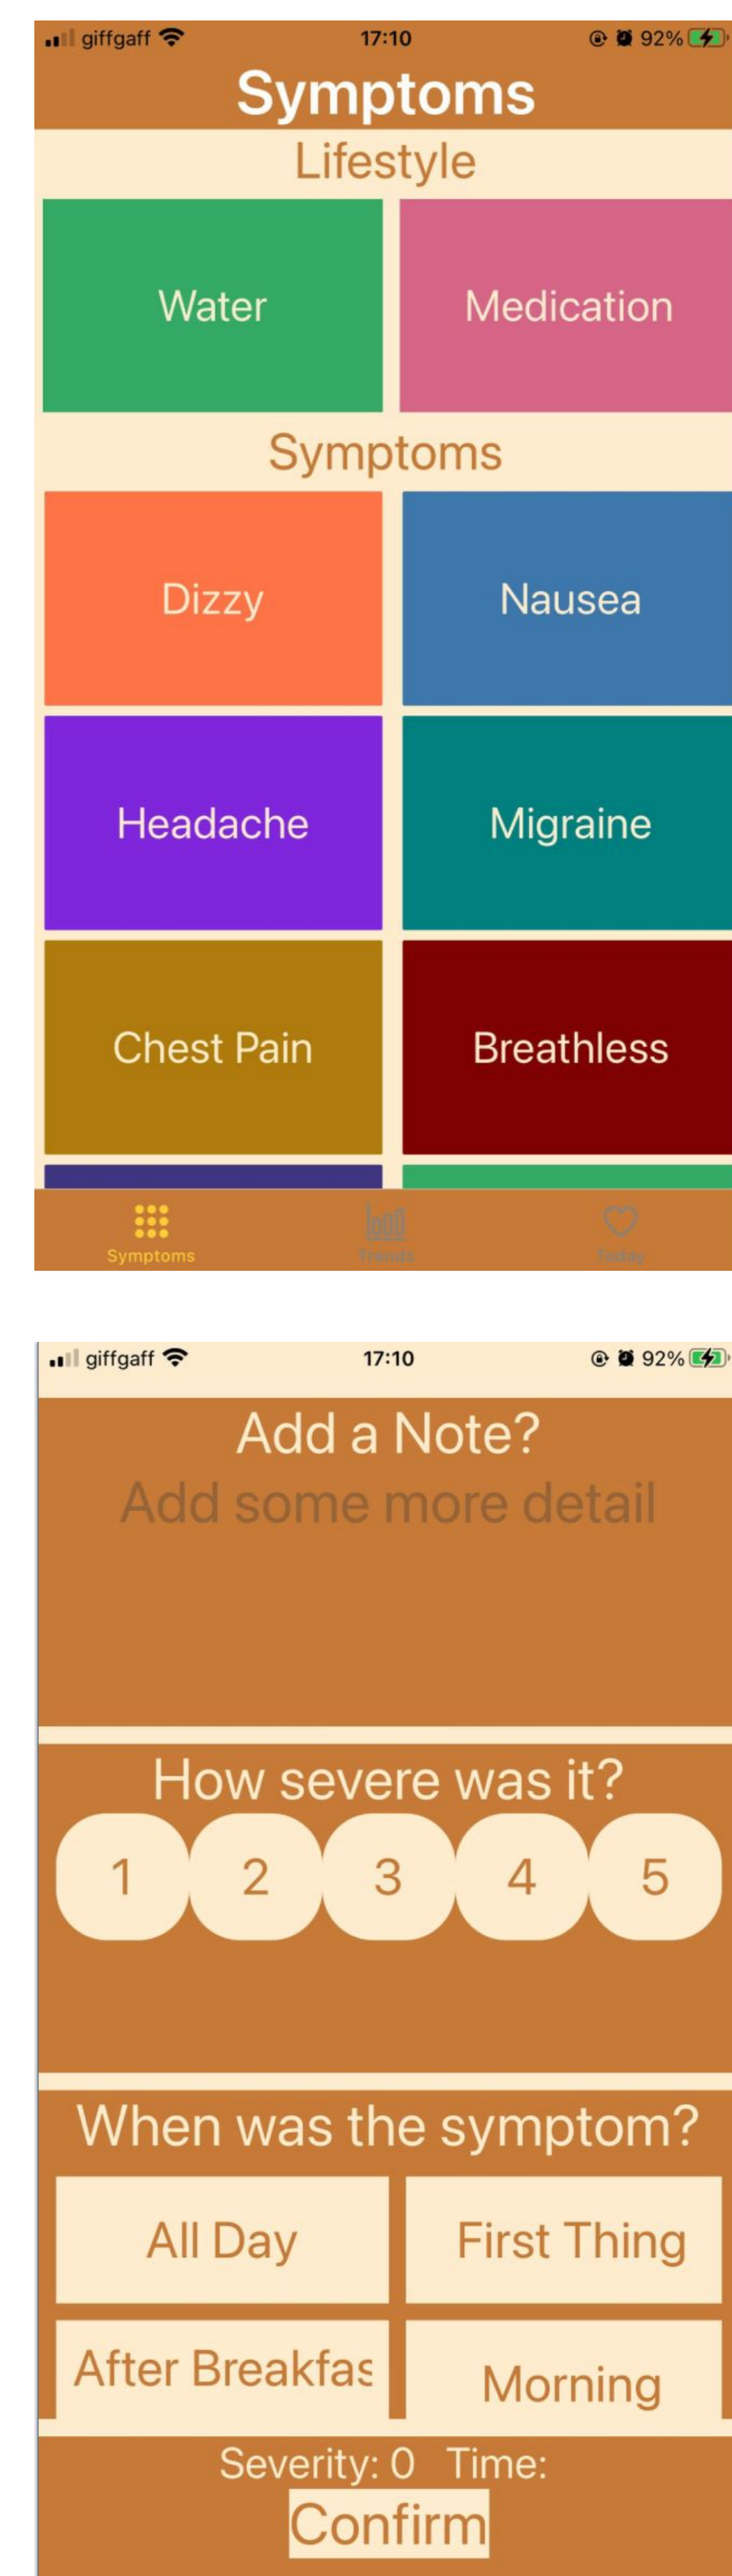 giffgaff 17:10 92%
Symptoms
Lifestyle
Water Medication
Symptoms
Dizzy Nausea
Headache Migraine
Chest Pain Breathless
Symptoms Trends Today
giffgaff 17:10 92%
Add a Note?
Add some more detail
How severe was it?
1 2 3 4 5
When was the symptom?
All Day First Thing
After Breakfas Morning
Severity: 0 Time:
Confirm